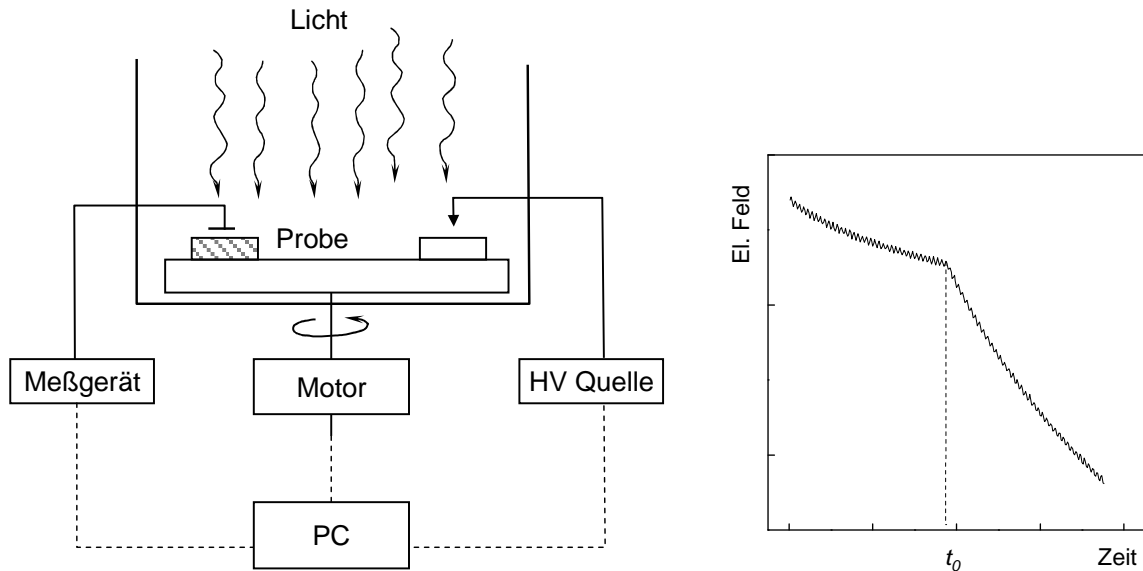 Licht
Probe
Meßgerät
Motor
HV Quelle
PC
El. Feld
t0
Zeit